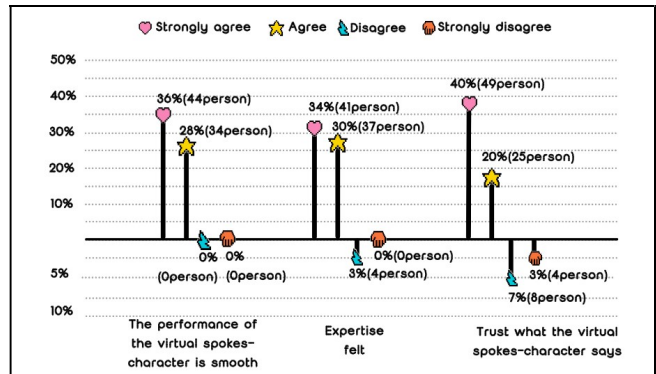 Strongly agree Agree Disagree Strongly disagree
50%
40%
30%
20%
10%
5%
10%
36%(44person)
28%(34person)
0%
(0person)
0%
(0person)
34%(41person)
30%(37person)
3%(4person)
0%(0person)
40%(49person)
20%(25person)
7%(8person)
3%(4person)
The performance of
the virtual spokes-
character is smooth
Expertise
felt
Trust what the virtual
spokes-character says